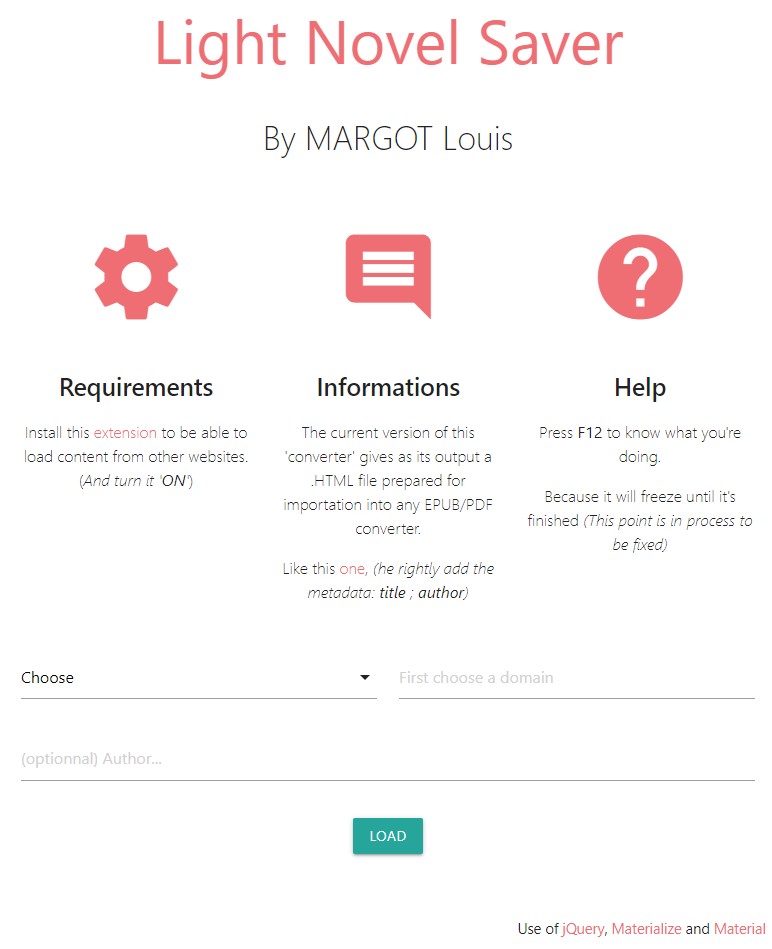 Light Novel Saver
By MARGOT Louis
Requirements
Install this extension to be able to
load content from other websites.
(And turn it 'ON')
Informations
The current version of this
'converter' gives as its output a
.HTML file prepared for
importation into any EPUB/PDF
converter.
Like this one, (he rightly add the
metadata: title ; author)
Help
Press F12 to know what you're
doing.
Because it will freeze until it's
finished (This point is in process to
be fixed)
Choose
First choose a domain
(optionnal) Author...
LOAD
Use of jQuery, Materialize and Material